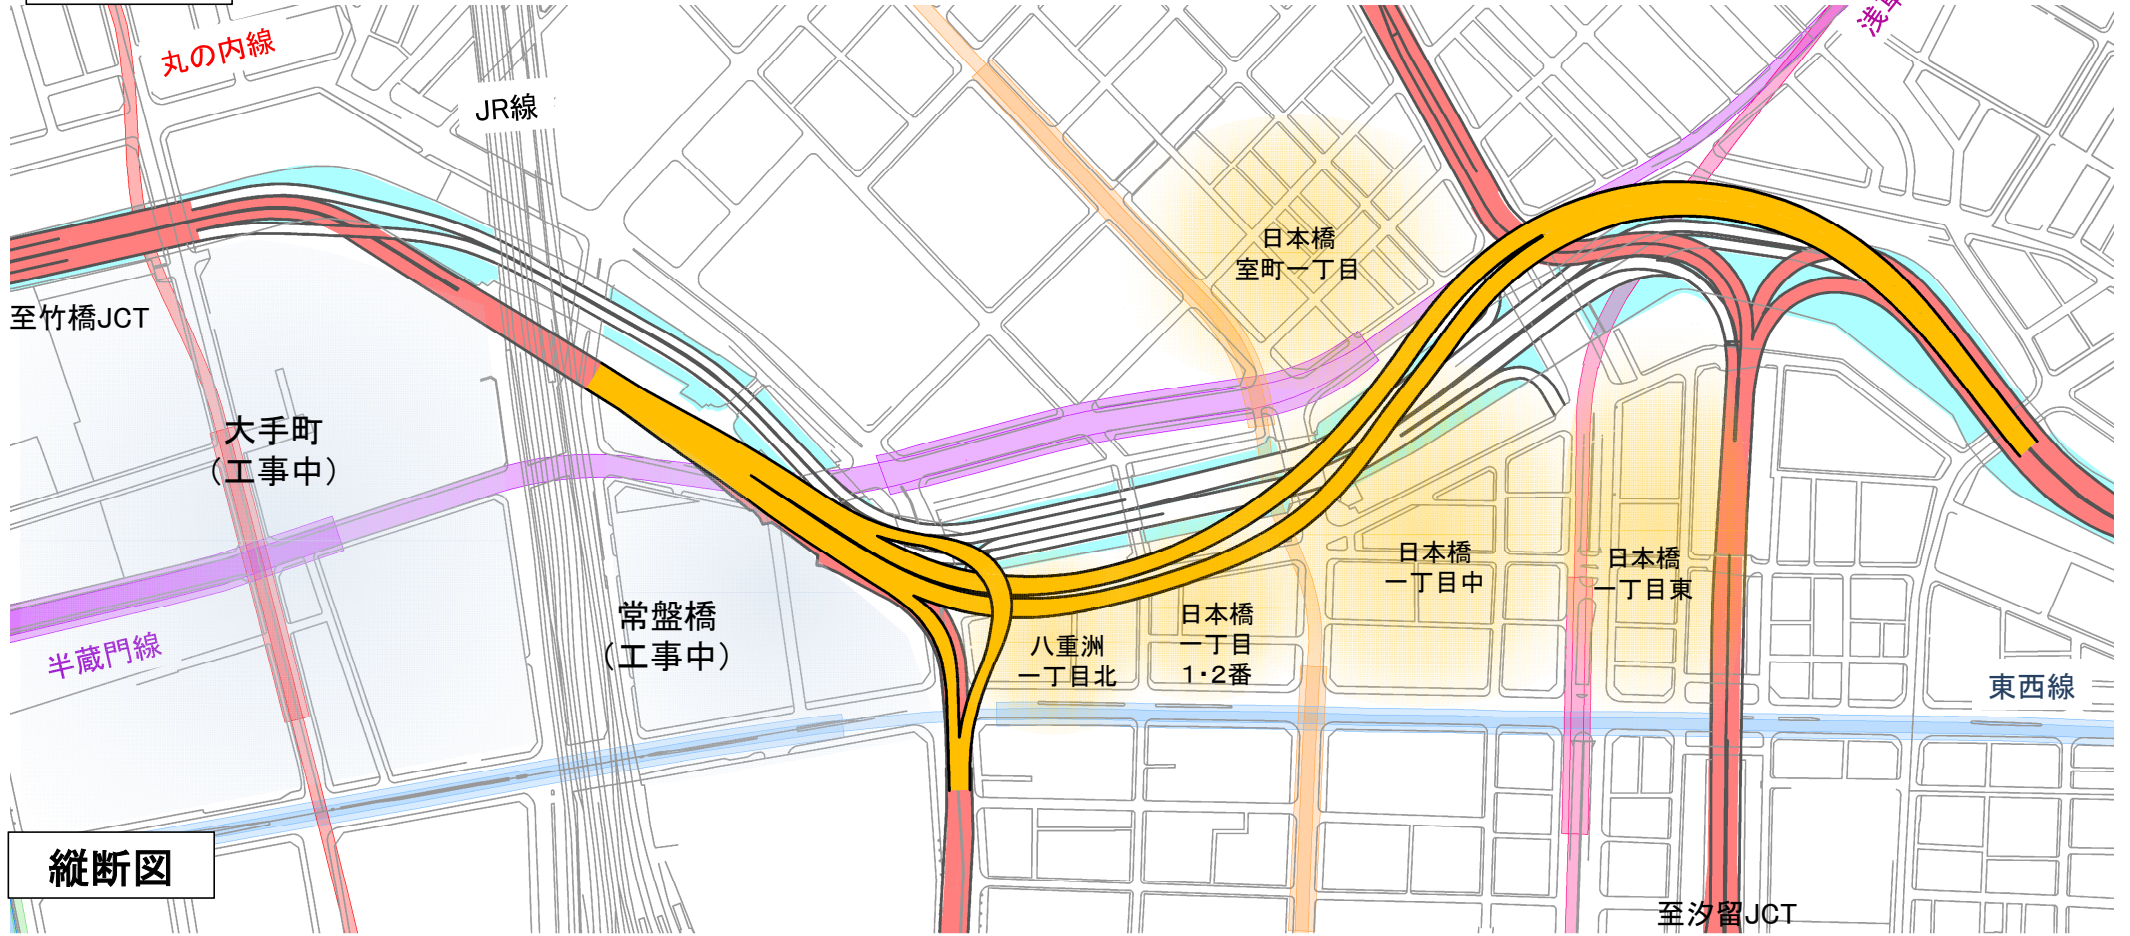 丸の内線
JR線
浅草
日本橋
室町一丁目
至竹橋JCT
大手町
（工事中）
日本橋
一丁目中
日本橋
一丁目東
常盤橋
（工事中）
日本橋
一丁目
1・2番
八重洲
一丁目北
半蔵門線
東西線
縦断図
至汐留JCT